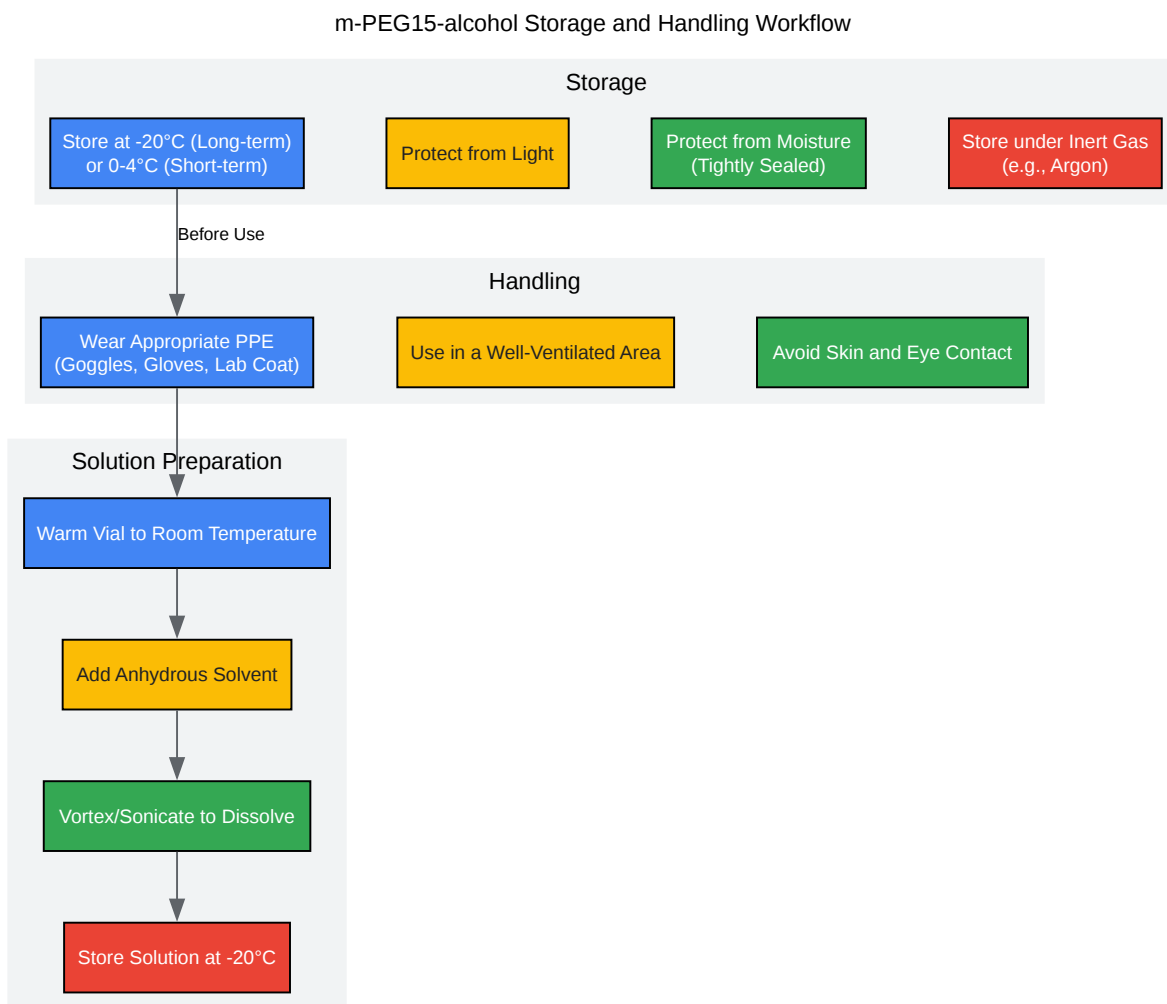 m-PEG15-alcohol Storage and Handling Workflow
Storage
Store at -20°C (Long-term)
or 0-4°C (Short-term)
Protect from Light
Protect from Moisture
(Tightly Sealed)
Store under Inert Gas
(e.g., Argon)
Before Use
Handling
Wear Appropriate PPE
(Goggles, Gloves, Lab Coat)
Use in a Well-Ventilated Area
Avoid Skin and Eye Contact
Solution Preparation
Warm Vial to Room Temperature
Add Anhydrous Solvent
Vortex/Sonicate to Dissolve
Store Solution at -20°C